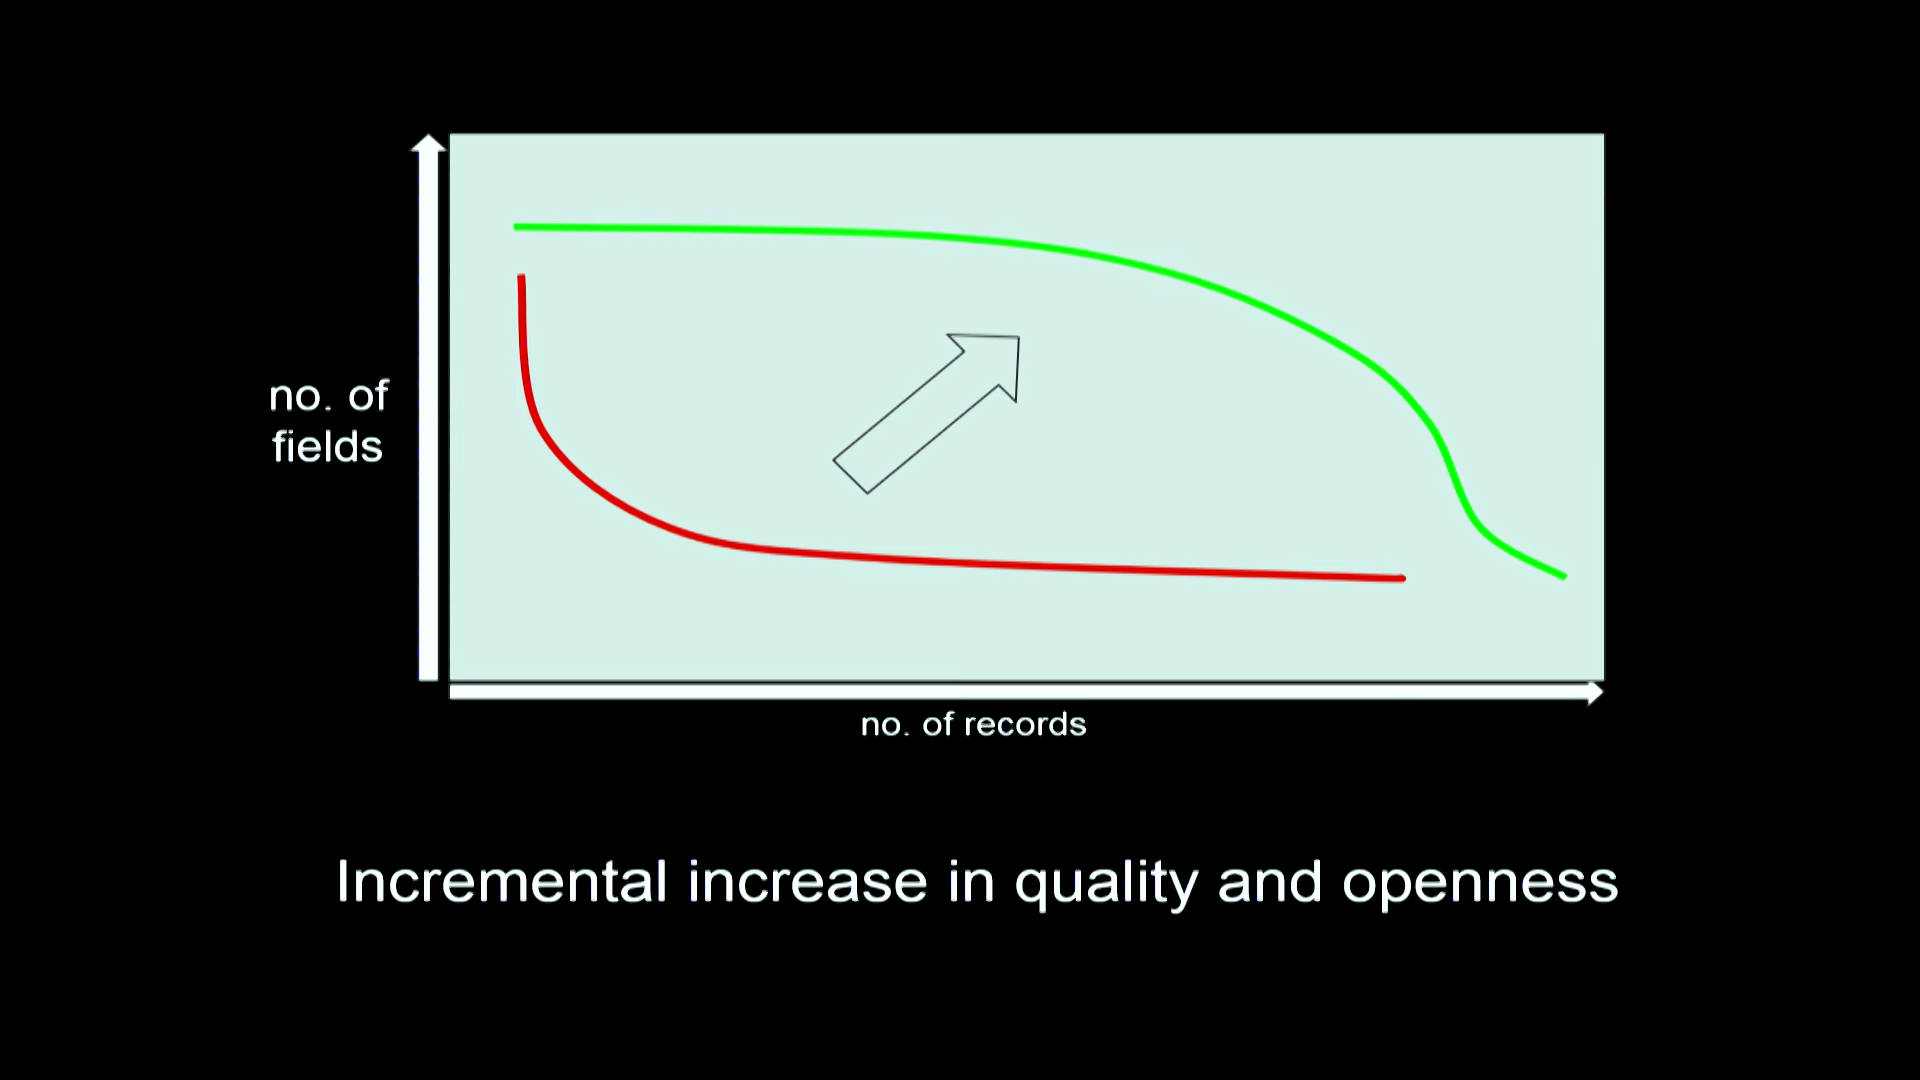 no. of
fields
no. of records
Incremental increase in quality and openness